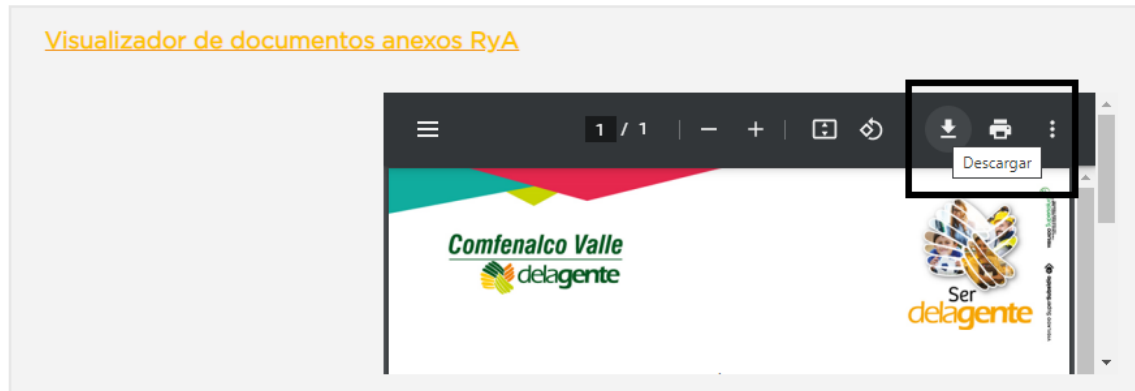 Visualizador de documentos anexos RyA
1 / 1
Descargar
Comfenalco Valle
delagente
Ser
delagente